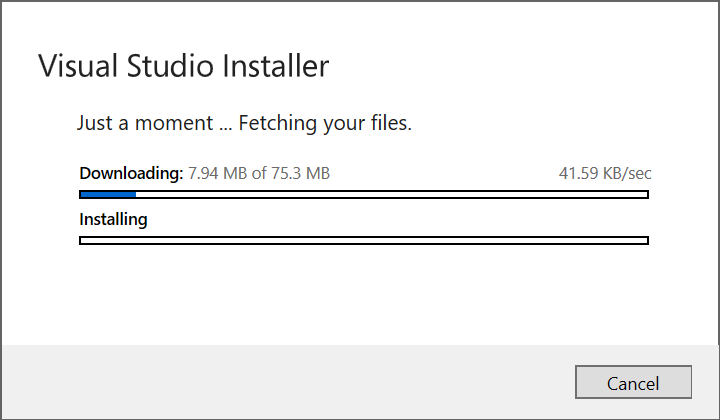 Visual Studio Installer
Just a moment ... Fetching your files.
Downloading: 7.94 MB of 75.3 MB 41.59 KB/sec
Installing
Cancel